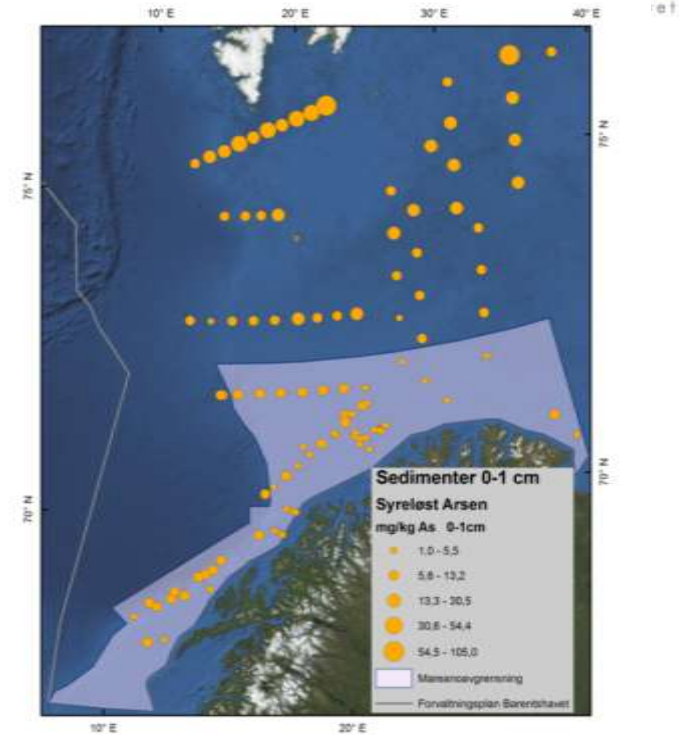 10° E 20° E 30° E 40° E
75° N
75° N
70° N
70° N
Sedimenter 0-1 cm
Syreløst Arsen
mg/kg As 0-1cm
1,0 - 5,5
5,6 - 13,2
13,3 - 30,5
30,6 - 54,4
54,5 - 105,0
Mareanoavgrensning
Forvaltningsplan Barentshavet
10° E 20° E